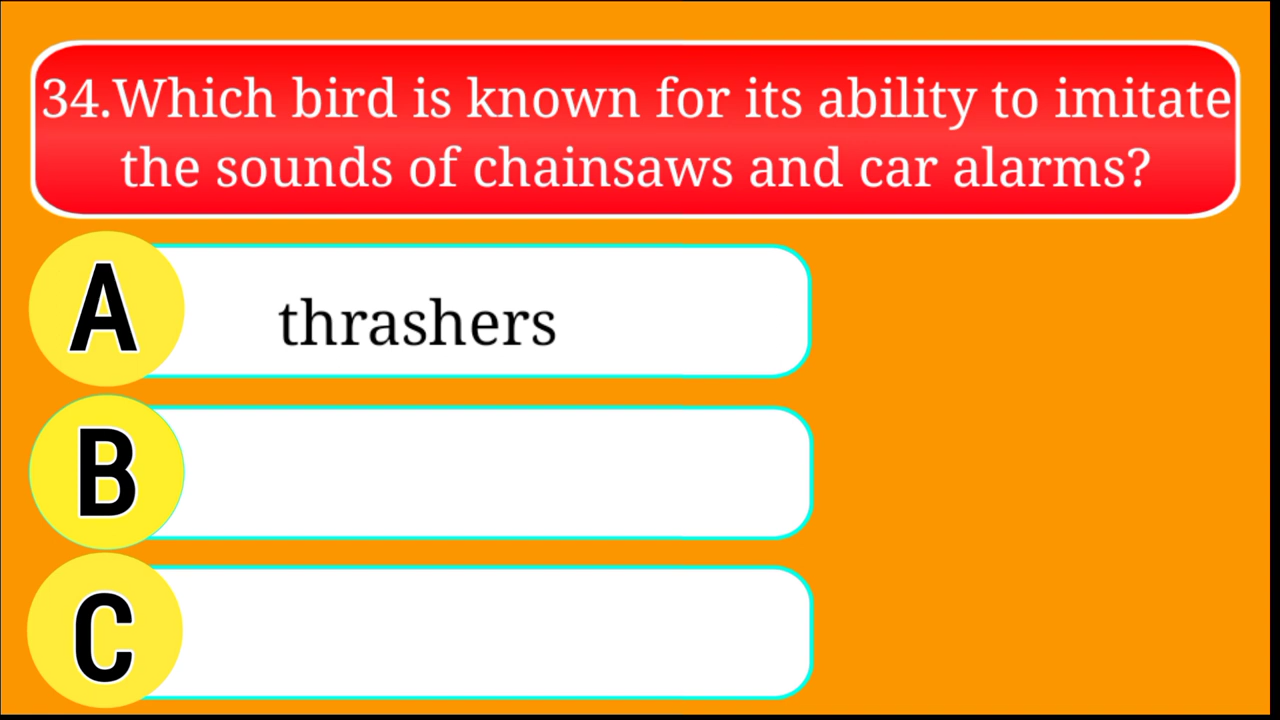 34.Which bird is known for its ability to imitate
the sounds of chainsaws and car alarms?
A
thrashers
B
C